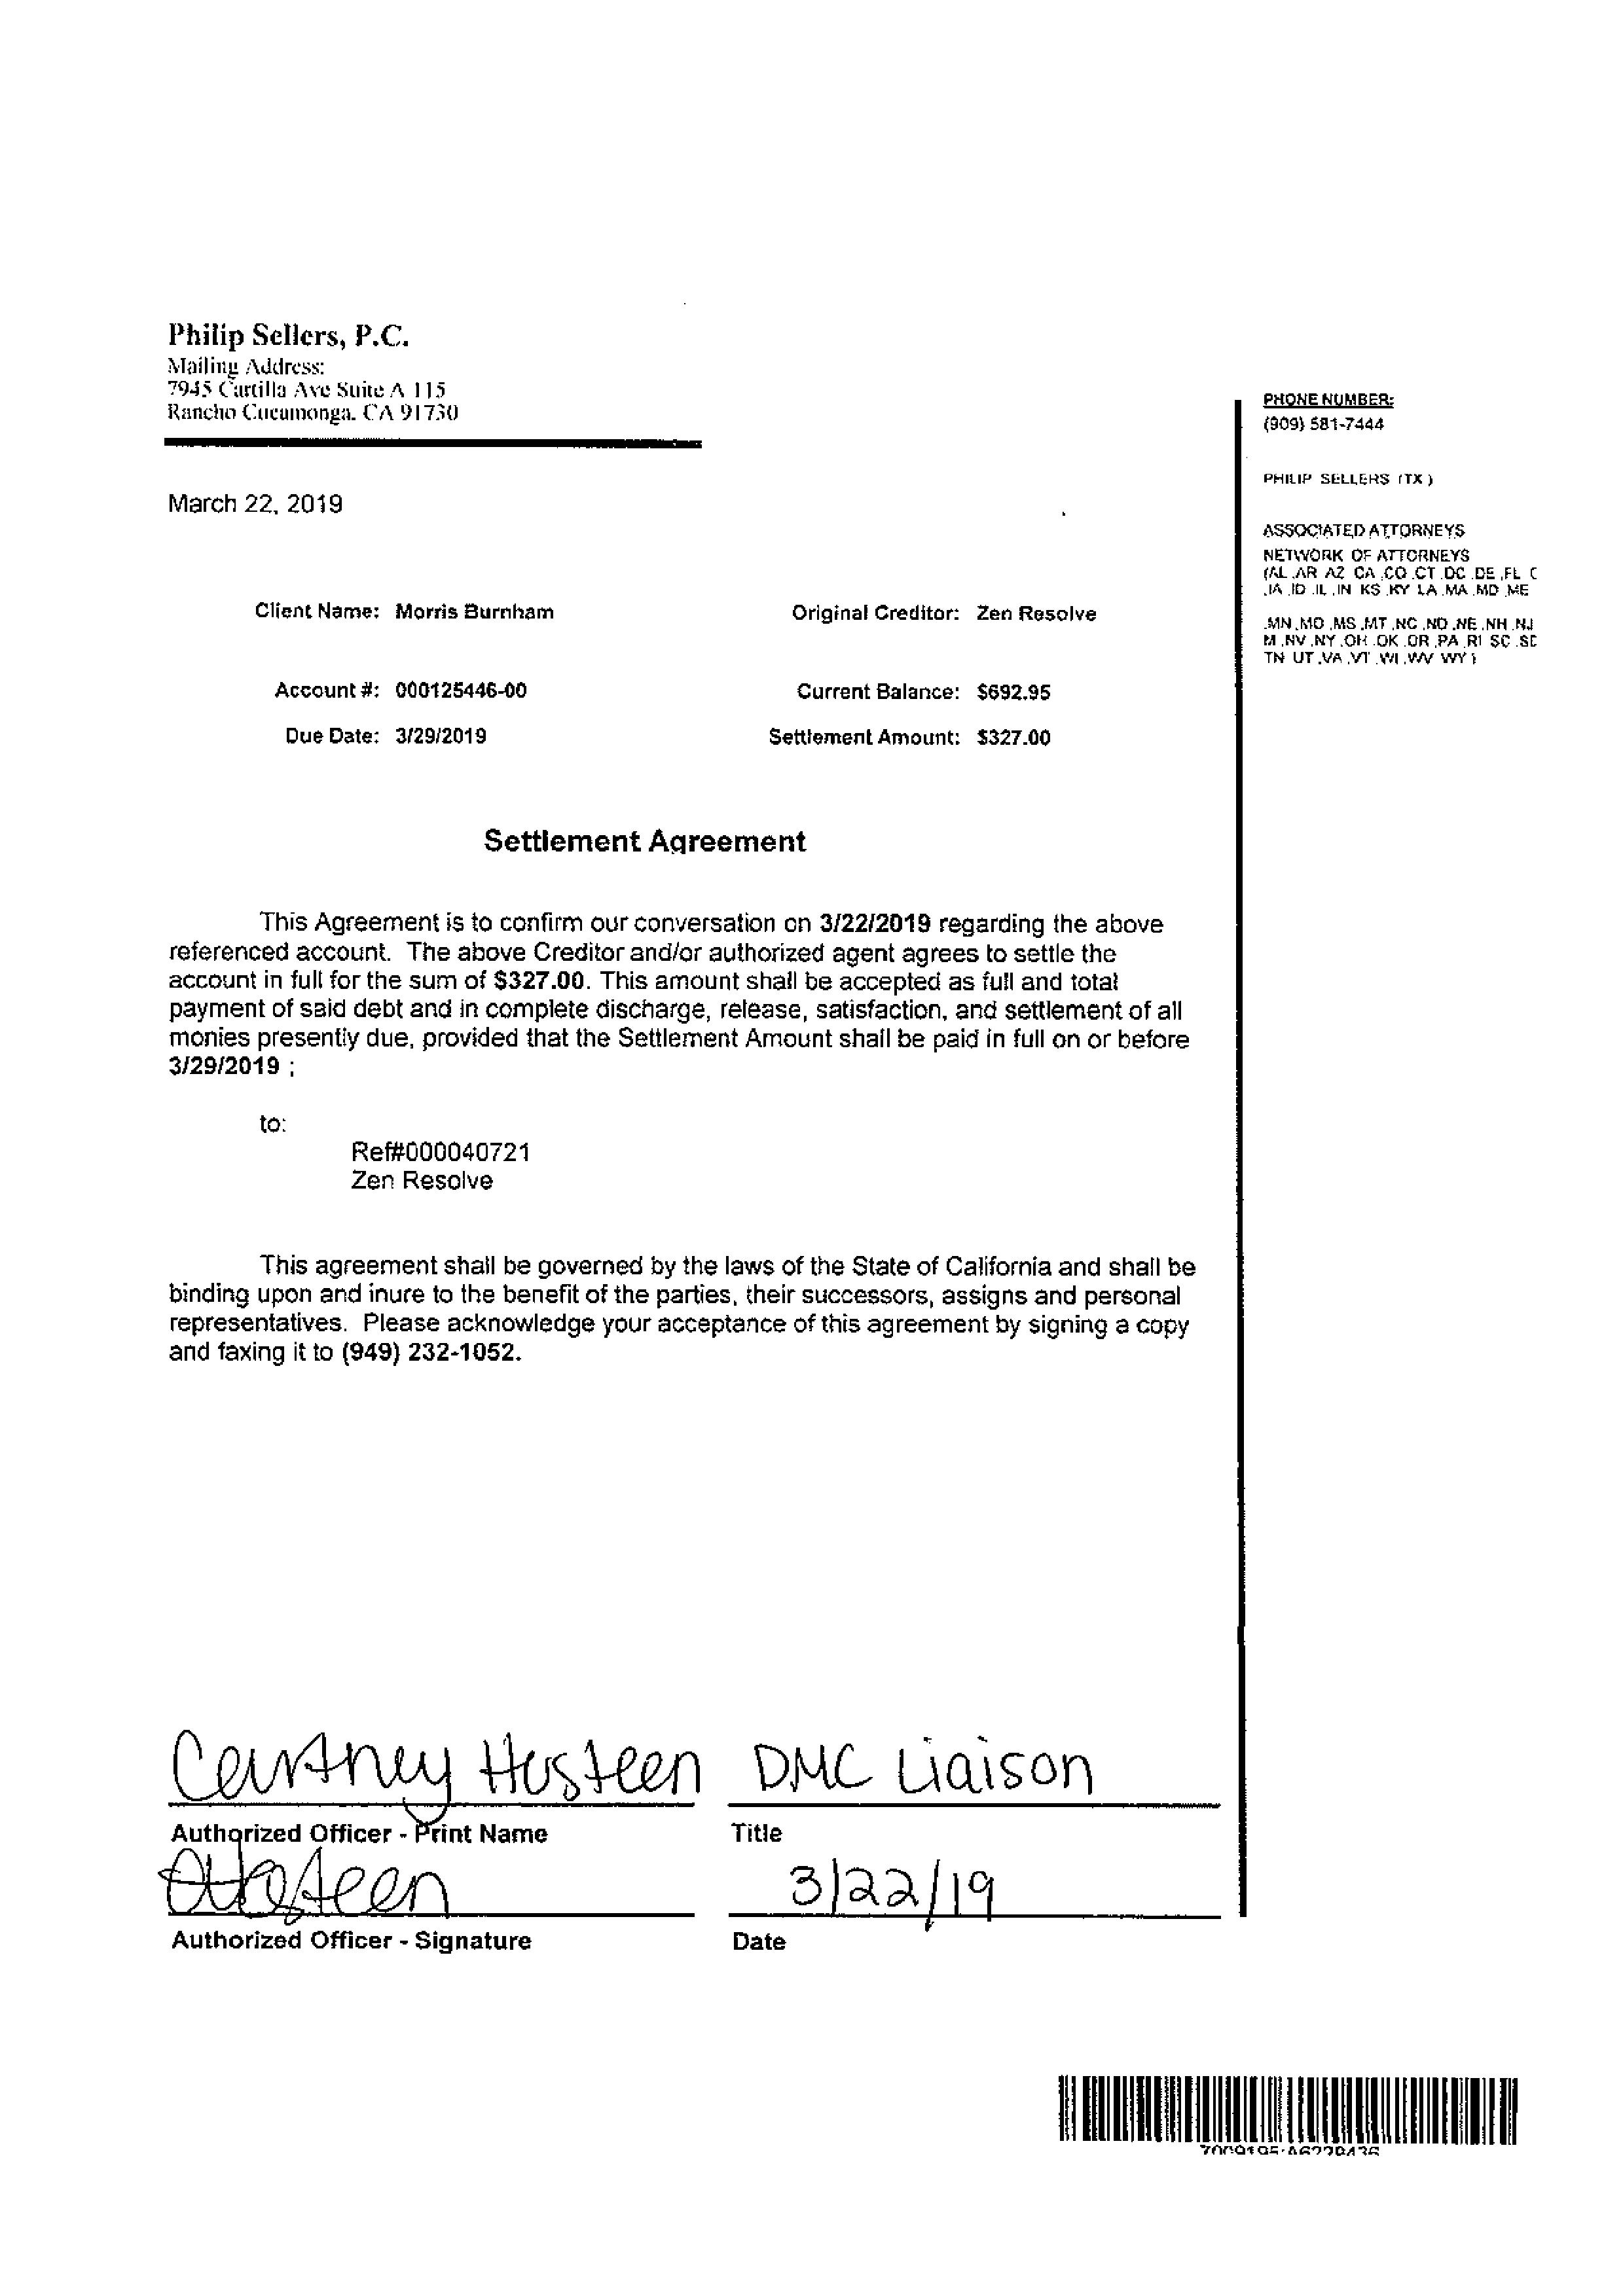 Philip Sellers, P.C.
Mailing Address:
7945 Cartilla Ave Suite A 115
Rancho Cucamonga, CA 91730
PHONE NUMBER:
(909) 581-7444
PHILIP SELLERS (TX )
ASSOCIATED ATTORNEYS
NETWORK OF ATTORNEYS
(AL ,AR AZ CA ,CO ,CT ,DC ,DE ,FL
,IA ,ID ,IL ,IN KS ,KY LA ,MA ,MD ,ME
,MN ,MO ,MS ,MT ,NC ,ND ,NE ,NH ,NJ
M ,NV ,NY ,OH ,OK ,OR ,PA ,RI SC
TN UT ,VA ,VT ,WI ,WV WY )
March 22, 2019
Client Name: Morris Burnham
Original Creditor: Zen Resolve
Account #: 000125446-00
Current Balance: $692.95
Due Date: 3/29/2019
Settlement Amount: $327.00
Settlement Agreement
This Agreement is to confirm our conversation on 3/22/2019 regarding the above
referenced account. The above Creditor and/or authorized agent agrees to settle the
account in full for the sum of $327.00. This amount shall be accepted as full and total
payment of said debt and in complete discharge, release, satisfaction, and settlement of all
monies presently due, provided that the Settlement Amount shall be paid in full on or before
3/29/2019 ;
to:
Ref#000040721
Zen Resolve
This agreement shall be governed by the laws of the State of California and shall be
binding upon and inure to the benefit of the parties, their successors, assigns and personal
representatives. Please acknowledge your acceptance of this agreement by signing a copy
and faxing it to (949) 232-1052.
Courtney Hosteen DMC Liaison
Authorized Officer - Print Name
Title
3/22/19
Authorized Officer - Signature
Date